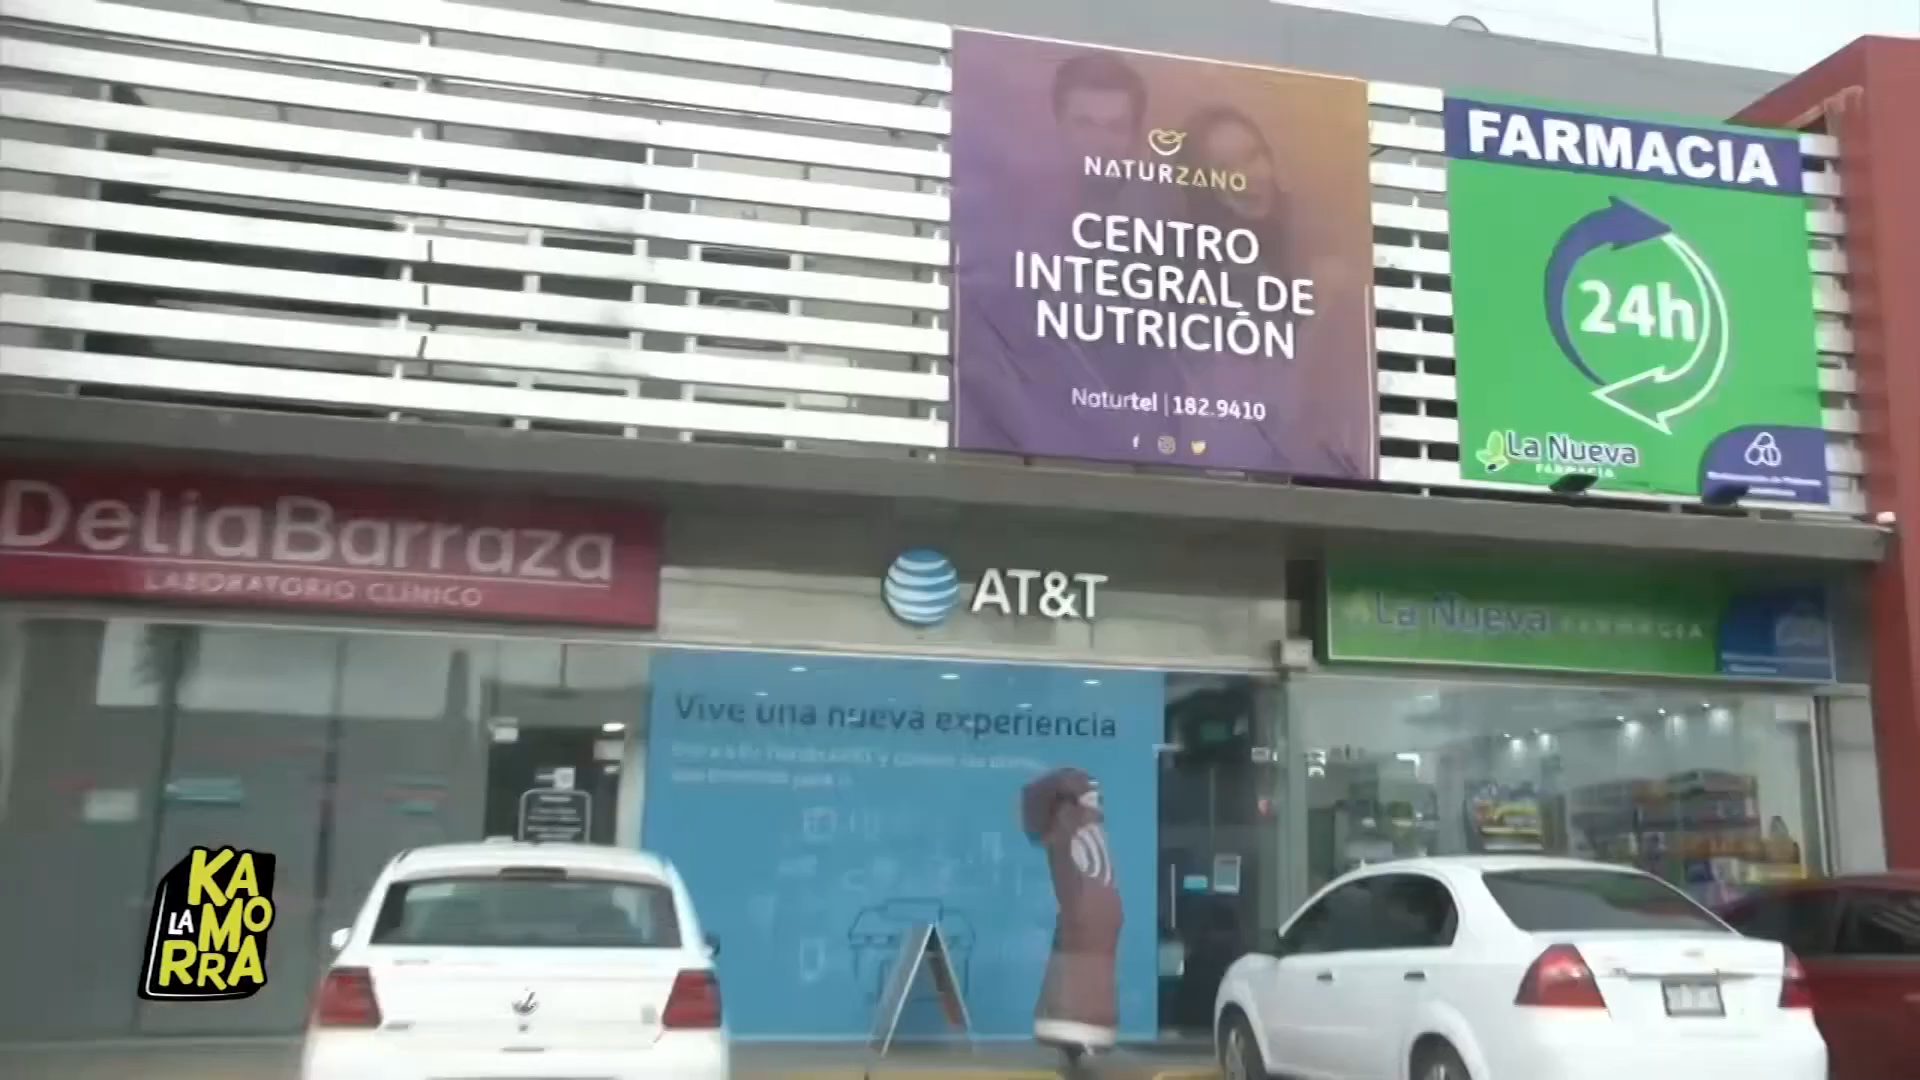 NATURZANO
CENTRO
INTEGRAL DE
NUTRICIÓN
Naturtel | 182.9410
FARMACIA
24h
La Nueva
FARMACIA
DeliaBarraza
LABORATORIO CLÍNICO
AT&T
La Nueva FARMACIA
Vive una nueva experiencia
KA
LA MO
RRA